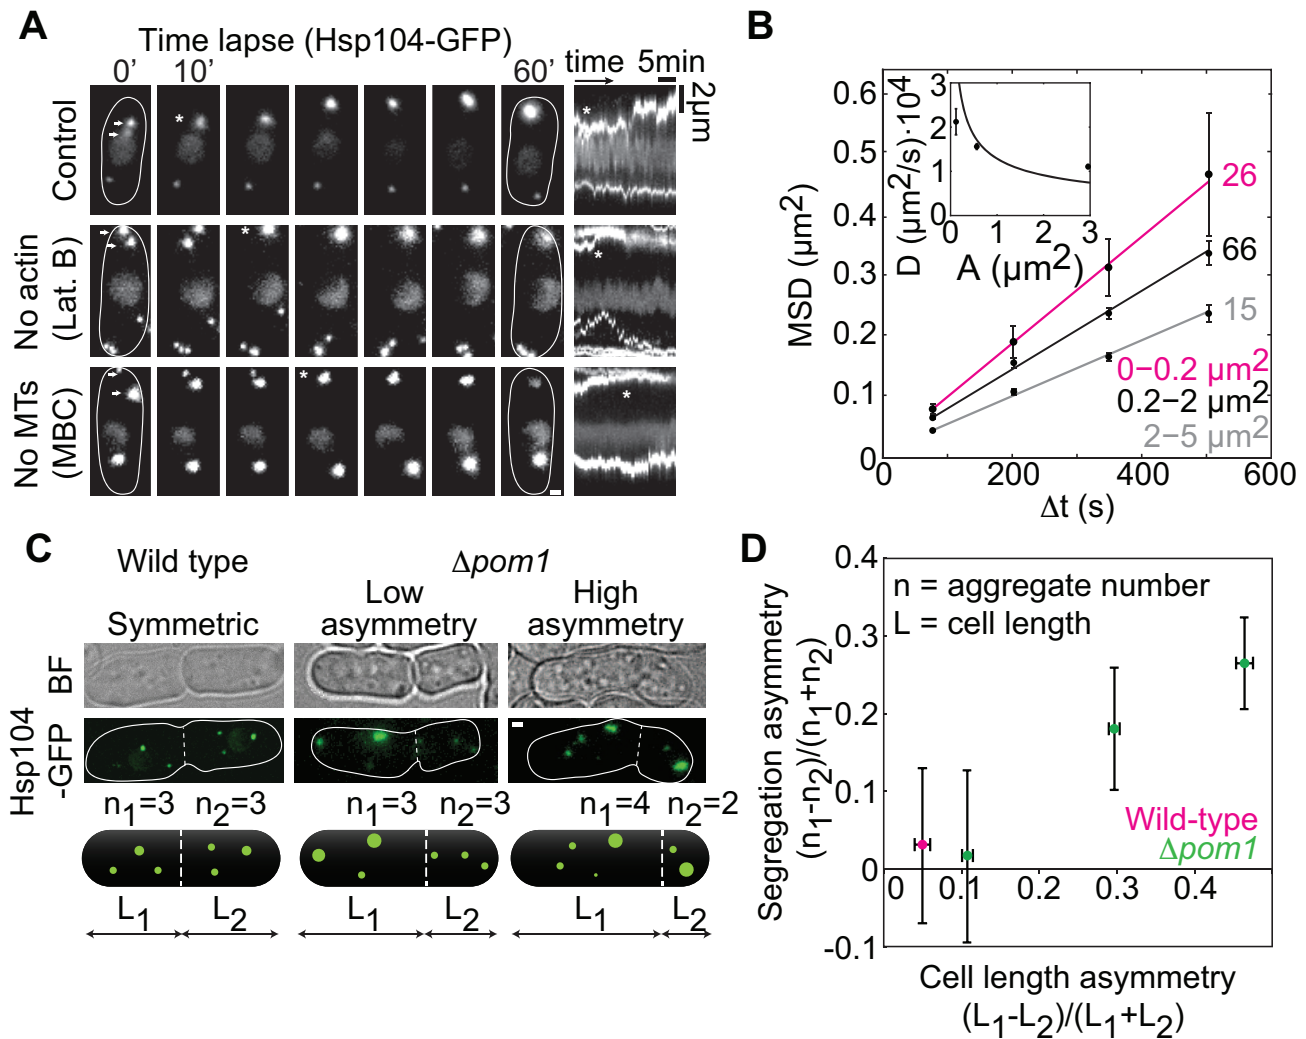 A
Time lapse (Hsp104-GFP)
0' 10' 60' time 5min
2µm
Control
*
*
No actin
(Lat. B)
*
*
No MTs
(MBC)
*
*
B
MSD (µm²)
0.6
0.5
0.4
0.3
0.2
0.1
0
0 200 400 600
Δt (s)
D (µm²/s)·10⁴
3
2
1
0
0 1 2 3
A (µm²)
26
66
15
0−0.2 µm²
0.2−2 µm²
2−5 µm²
C
Wild type Δpom1
Symmetric Low asymmetry High asymmetry
BF
Hsp104
-GFP
n₁=3 n₂=3 n₁=3 n₂=3 n₁=4 n₂=2
L₁ L₂ L₁ L₂ L₁ L₂
D
Segregation asymmetry
(n₁-n₂)/(n₁+n₂)
0.4
0.3
0.2
0.1
0
-0.1
n = aggregate number
L = cell length
Wild-type
Δpom1
0 0.1 0.2 0.3 0.4
Cell length asymmetry
(L₁-L₂)/(L₁+L₂)